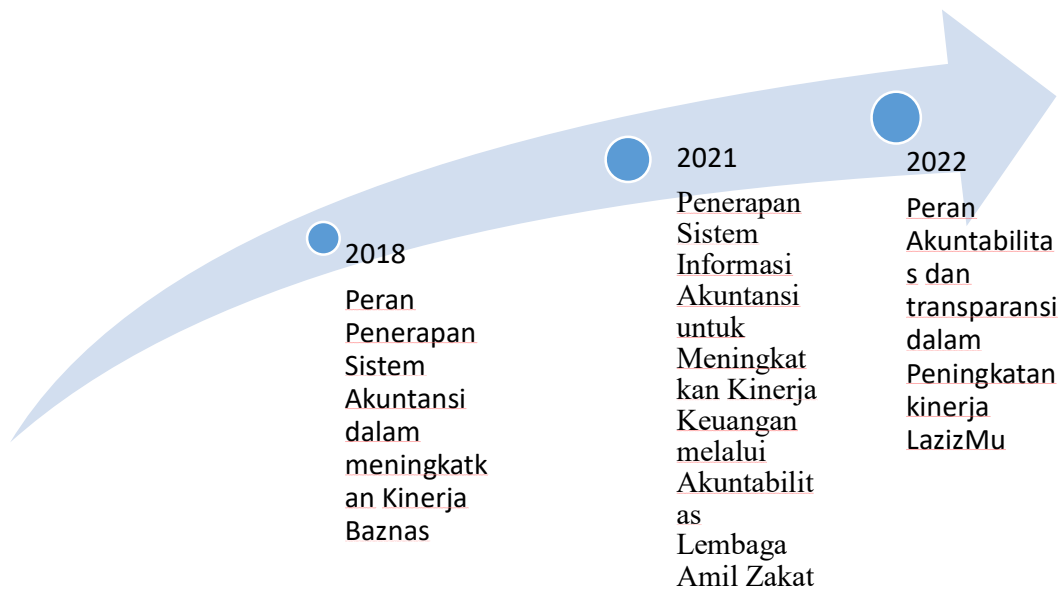 2018
Peran
Penerapan
Sistem
Akuntansi
dalam
meningkatk
an Kinerja
Baznas
2021
Penerapan
Sistem
Informasi
Akuntansi
untuk
Meningkat
kan Kinerja
Keuangan
melalui
Akuntabilit
as
Lembaga
Amil Zakat
2022
Peran
Akuntabilita
s dan
transparansi
dalam
Peningkatan
kinerja
LazizMu